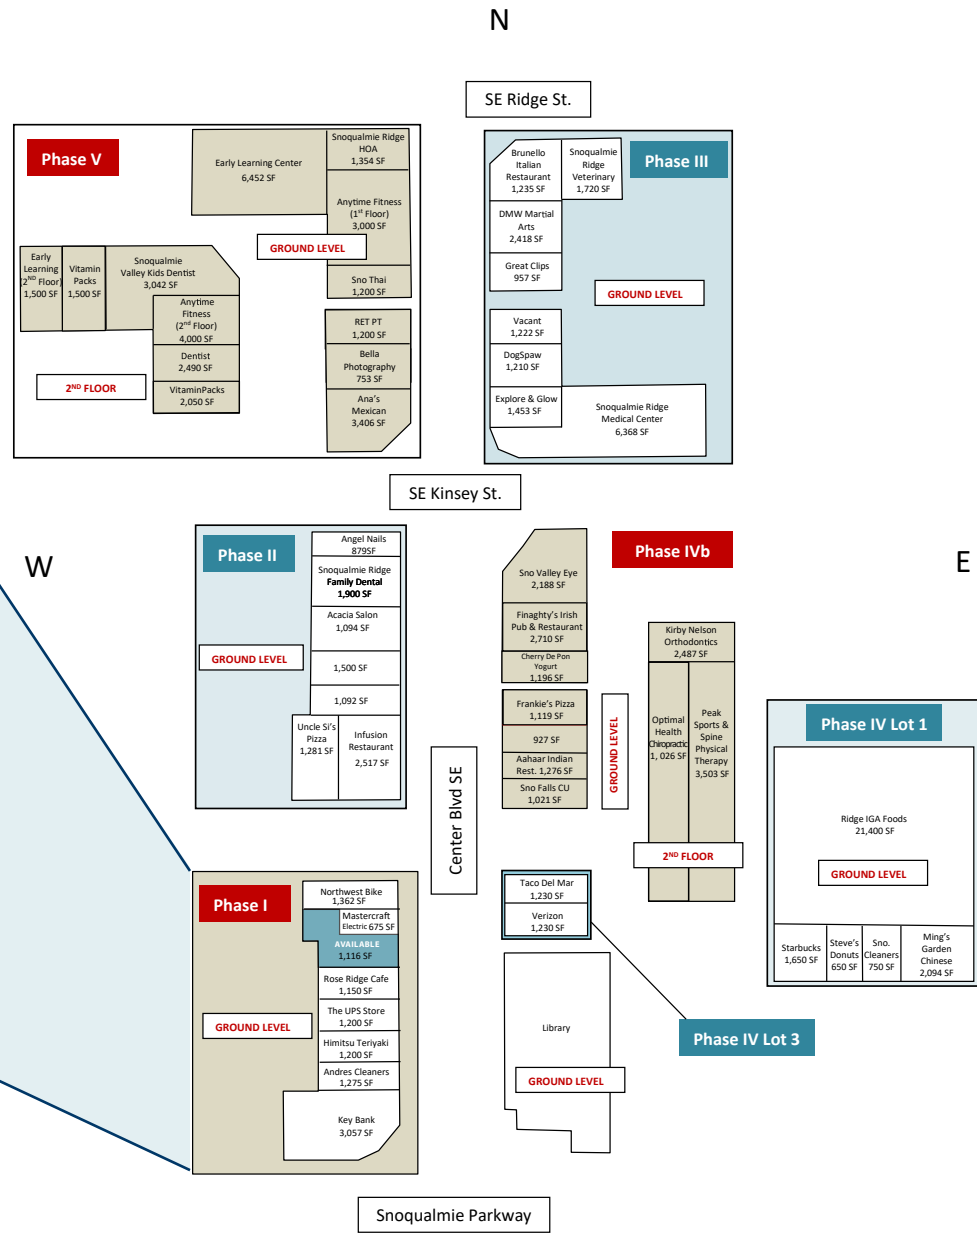 N
SE Ridge St.
Phase V
Early Learning Center
6,452 SF
Snoqualmie Ridge
HOA
1,354 SF
Anytime Fitness
(1st Floor)
3,000 SF
GROUND LEVEL
Sno Thai
1,200 SF
Early
Learning
(2ND Floor)
1,500 SF
Vitamin
Packs
1,500 SF
Snoqualmie
Valley Kids Dentist
3,042 SF
Anytime
Fitness
(2nd Floor)
4,000 SF
Dentist
2,490 SF
VitaminPacks
2,050 SF
2ND FLOOR
RET PT
1,200 SF
Bella
Photography
753 SF
Ana's
Mexican
3,406 SF
Phase III
Brunello
Italian
Restaurant
1,235 SF
Snoqualmie
Ridge
Veterinary
1,720 SF
DMW Martial
Arts
2,418 SF
Great Clips
957 SF
GROUND LEVEL
Vacant
1,222 SF
DogSpaw
1,210 SF
Explore & Glow
1,453 SF
Snoqualmie Ridge
Medical Center
6,368 SF
SE Kinsey St.
W
E
Phase II
Angel Nails
879SF
Snoqualmie Ridge
Family Dental
1,900 SF
Acacia Salon
1,094 SF
GROUND LEVEL
1,500 SF
1,092 SF
Uncle Si's
Pizza
1,281 SF
Infusion
Restaurant
2,517 SF
Phase IVb
Sno Valley Eye
2,188 SF
Finaghty's Irish
Pub & Restaurant
2,710 SF
Cherry De Pon
Yogurt
1,196 SF
Frankie's Pizza
1,119 SF
927 SF
Aahaar Indian
Rest. 1,276 SF
Sno Falls CU
1,021 SF
GROUND LEVEL
Kirby Nelson
Orthodontics
2,487 SF
Optimal
Health
Chiropractic
1, 026 SF
Peak
Sports &
Spine
Physical
Therapy
3,503 SF
2ND FLOOR
Phase IV Lot 1
Ridge IGA Foods
21,400 SF
GROUND LEVEL
Starbucks
1,650 SF
Steve's
Donuts
650 SF
Sno.
Cleaners
750 SF
Ming's
Garden
Chinese
2,094 SF
Center Blvd SE
Phase I
Northwest Bike
1,362 SF
Mastercraft
Electric 675 SF
AVAILABLE
1,116 SF
Rose Ridge Cafe
1,150 SF
The UPS Store
1,200 SF
GROUND LEVEL
Himitsu Teriyaki
1,200 SF
Andres Cleaners
1,275 SF
Key Bank
3,057 SF
Taco Del Mar
1,230 SF
Verizon
1,230 SF
Library
GROUND LEVEL
Phase IV Lot 3
Snoqualmie Parkway